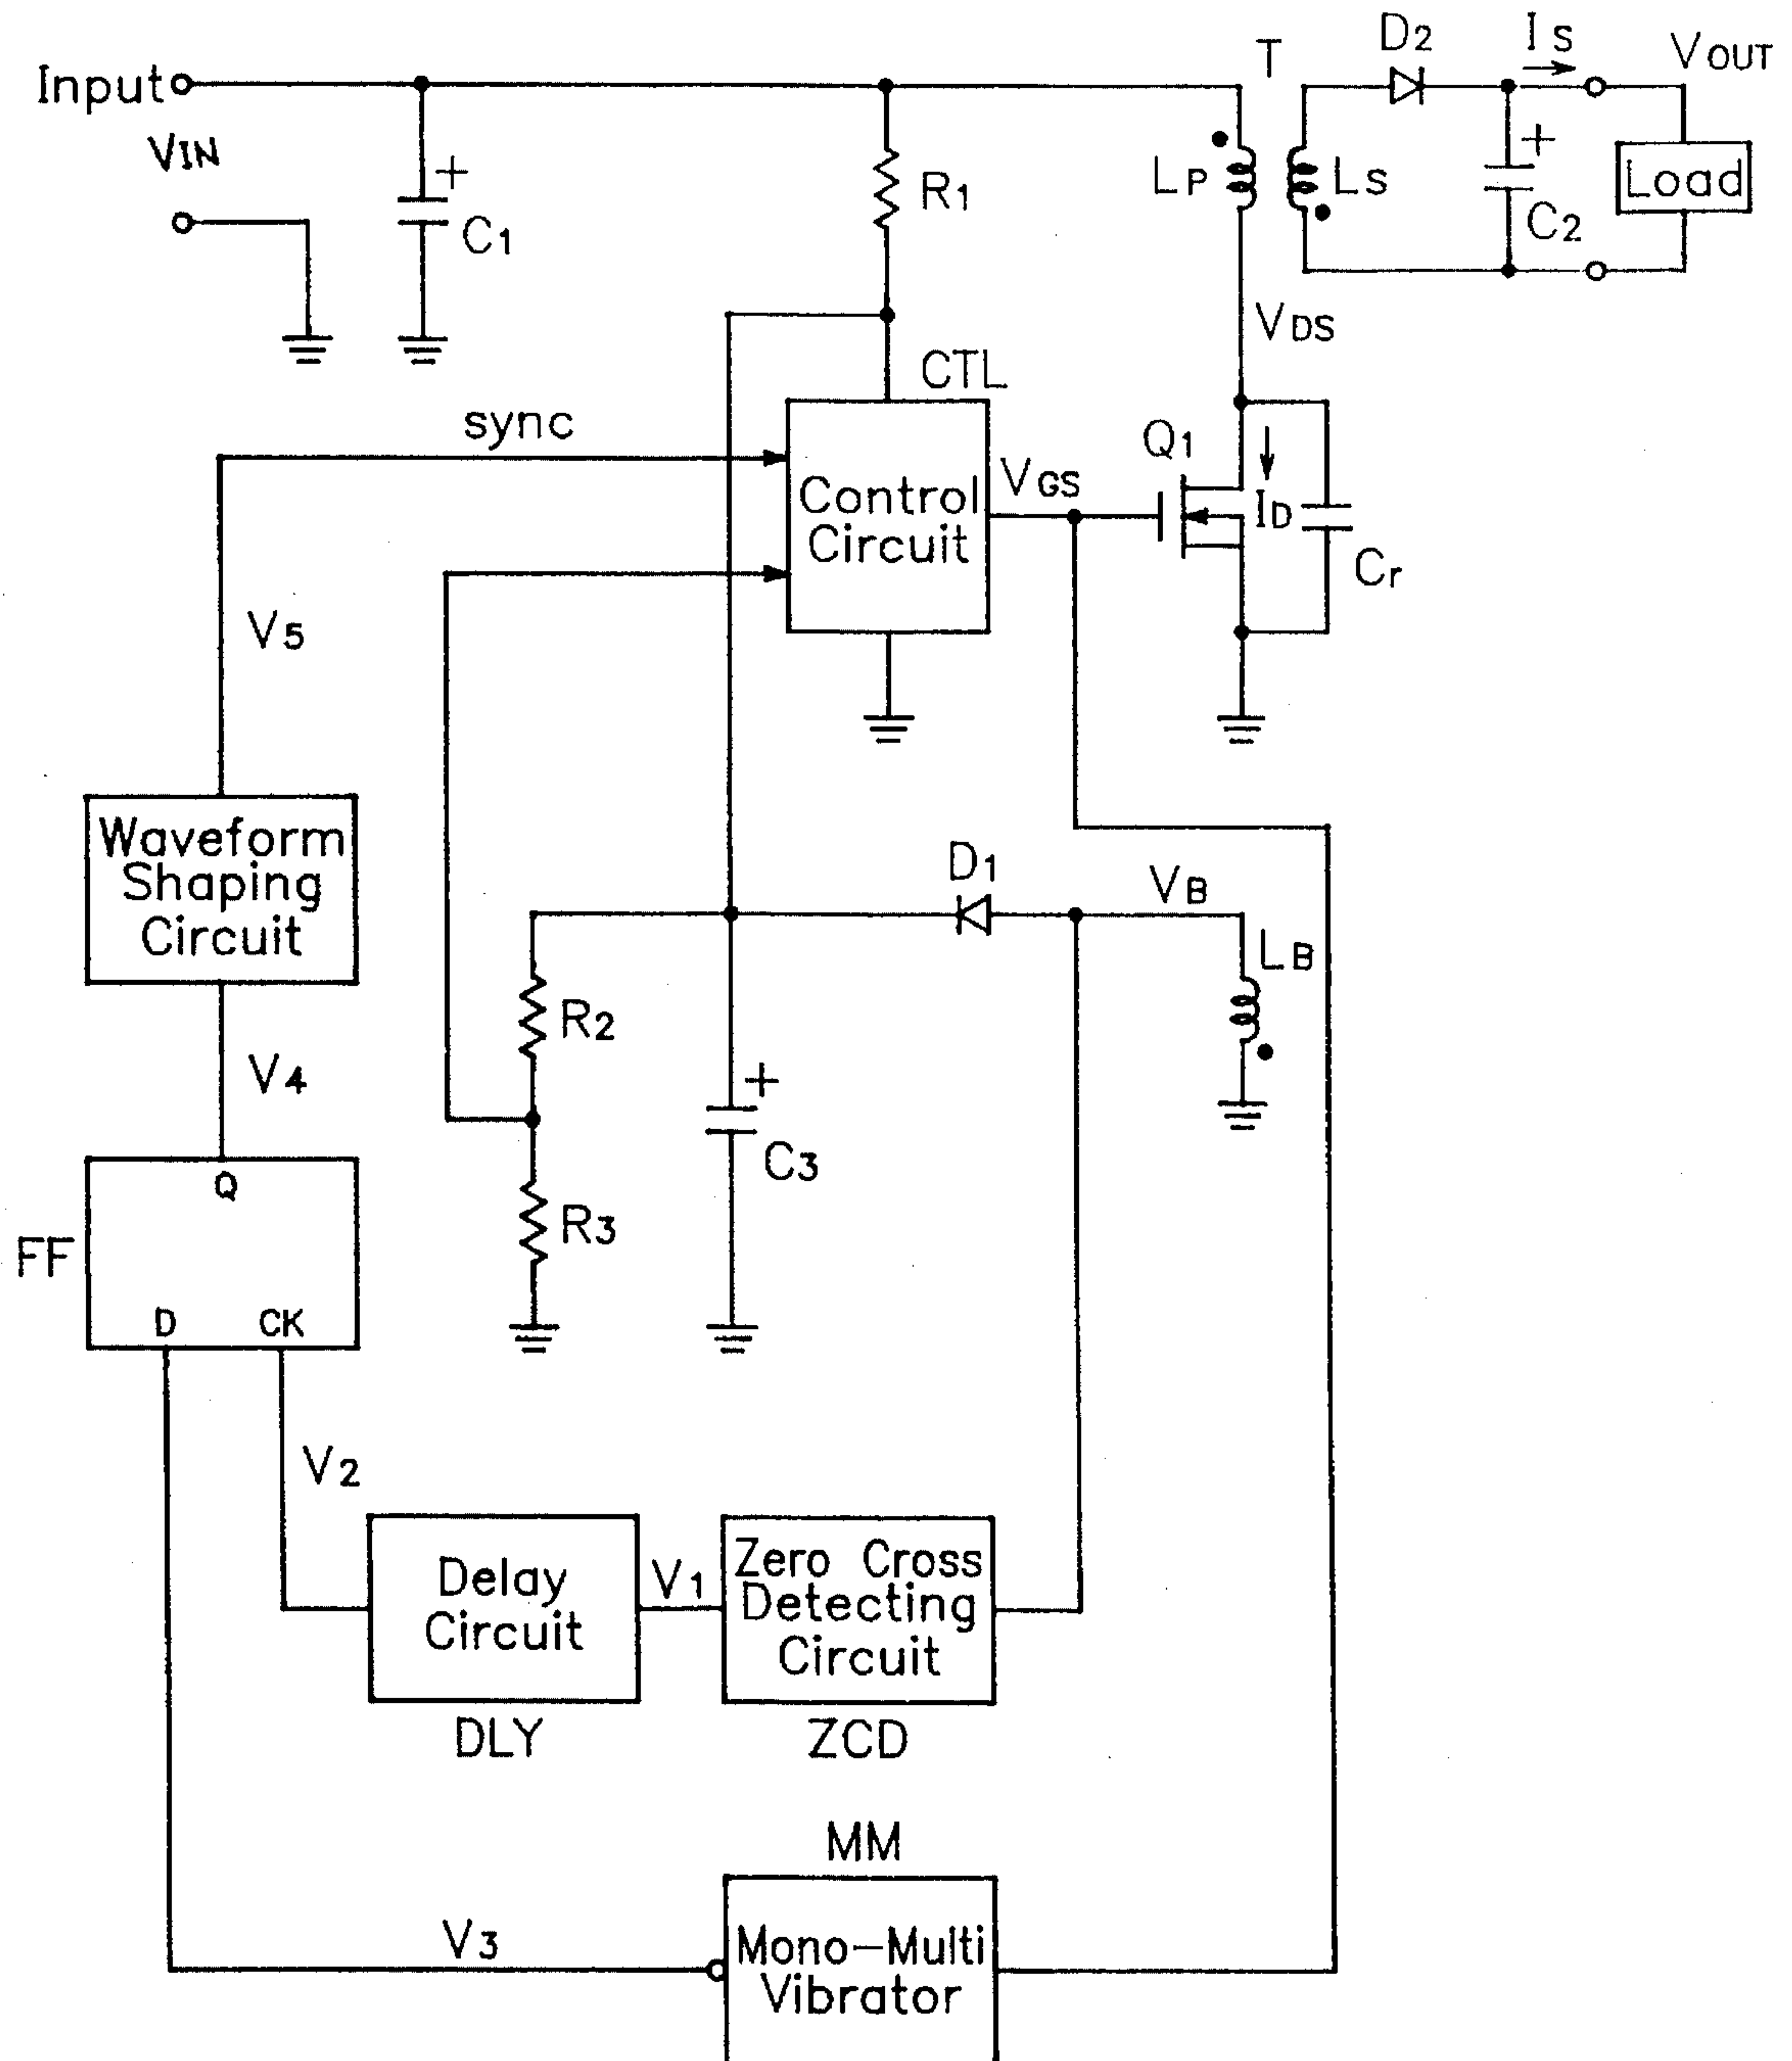 Input
VIN
+
C1
R1
T
LP
LS
D2
IS
VOUT
+
C2
Load
VDS
CTL
sync
Control
Circuit
VGS
Q1
ID
Cr
V5
Waveform
Shaping
Circuit
D1
VB
LB
R2
+
C3
R3
V4
Q
FF
D
CK
V2
Delay
Circuit
DLY
V1
Zero Cross
Detecting
Circuit
ZCD
MM
V3
Mono-Multi
Vibrator